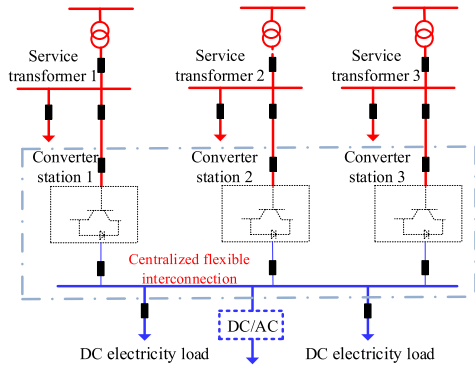 Service
transformer 1
Service
transformer 2
Service
transformer 3
Converter
station 1
Converter
station 2
Converter
station 3
Centralized flexible
interconnection
DC/AC
DC electricity load
DC electricity load